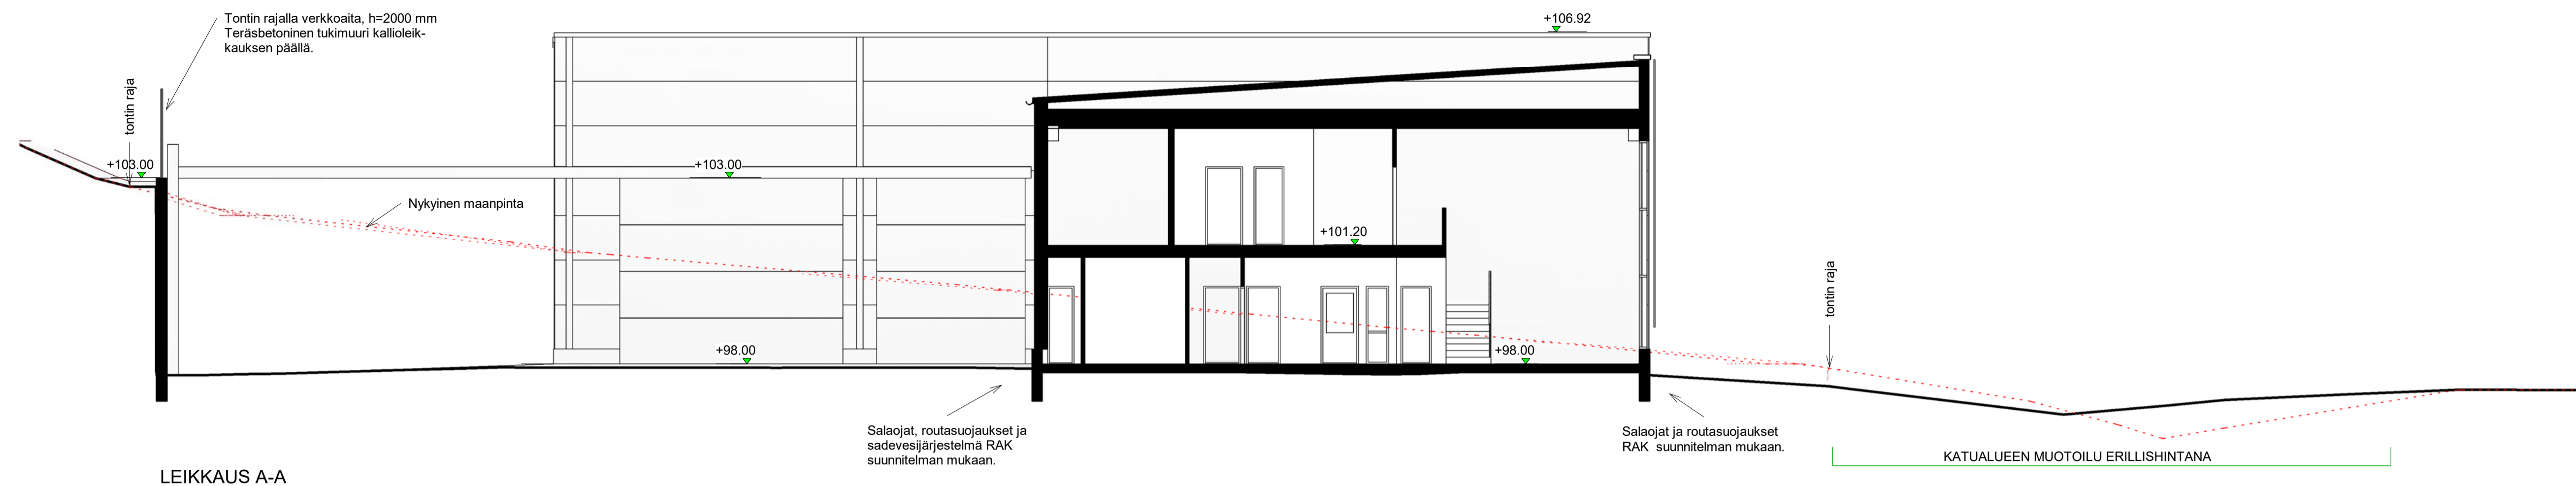 Tontin rajalla verkkoaita, h=2000 mm
Teräsbetoninen tukimuuri kallioleik-
kauksen päällä.
+106.92
tontin raja
+103.00
+103.00
Nykyinen maanpinta
+101.20
tontin raja
+98.00
+98.00
Salaojat, routasuojaukset ja
sadevesijärjestelmä RAK
suunnitelman mukaan.
Salaojat ja routasuojaukset
RAK suunnitelman mukaan.
KATUALUEEN MUOTOILU ERILLISHINTANA
LEIKKAUS A-A